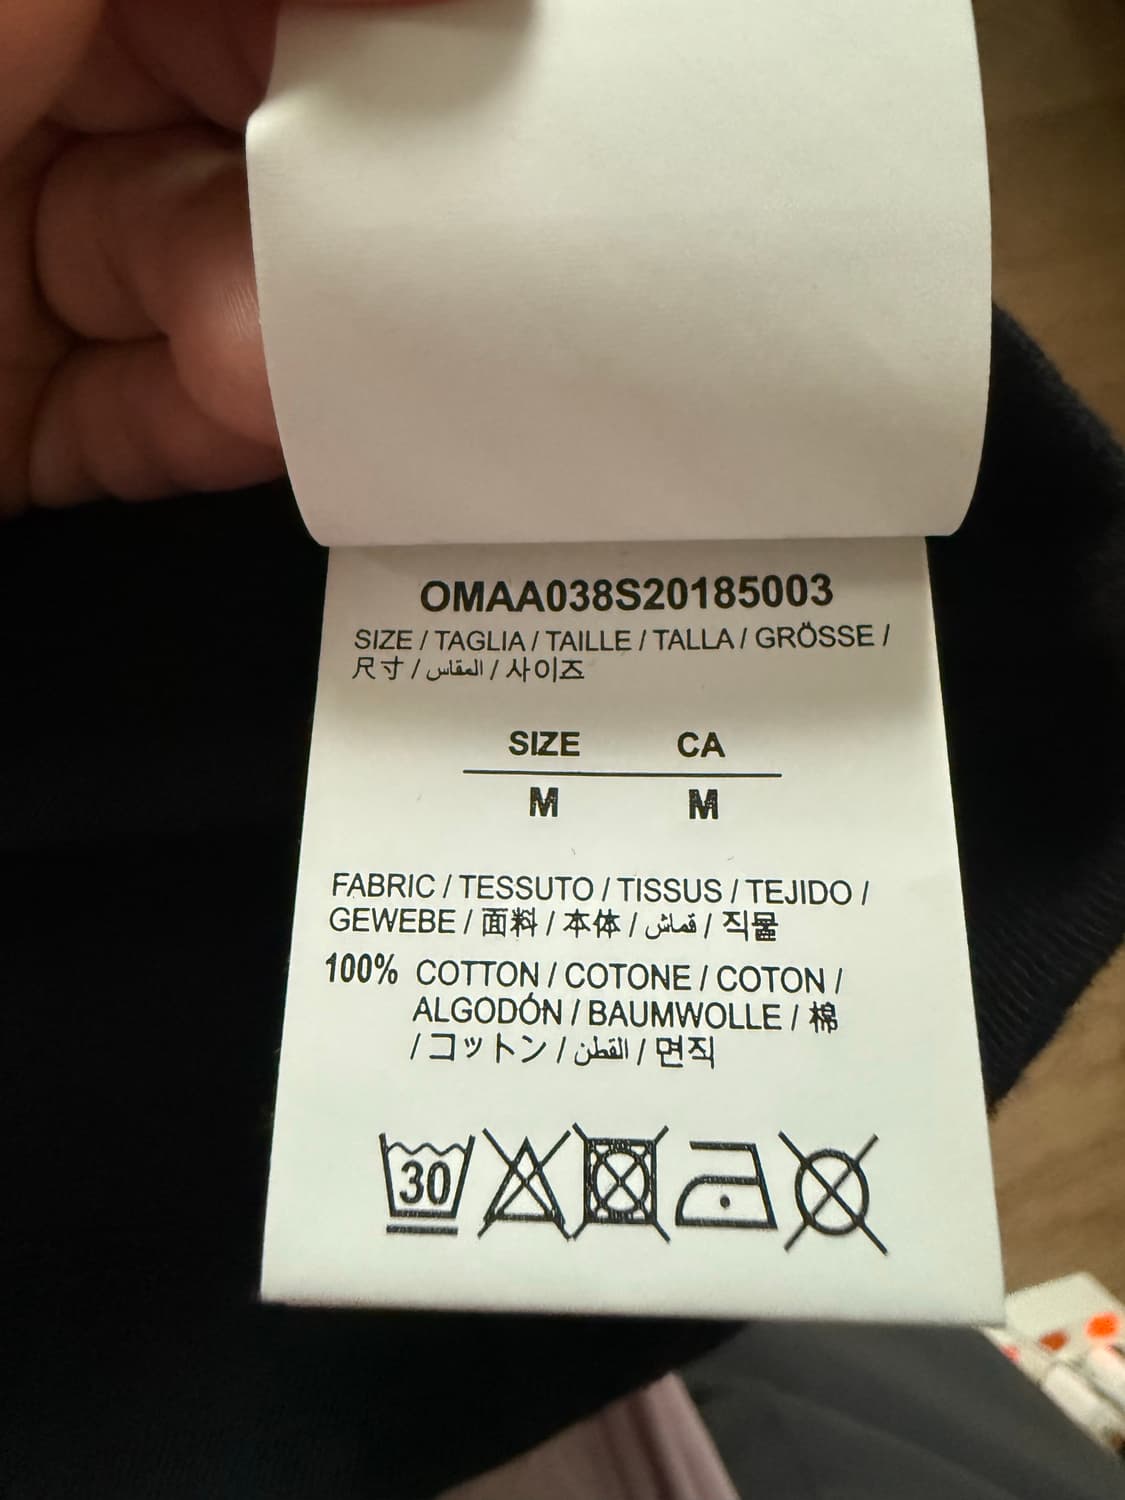 OMAA038S20185003
SIZE / TAGLIA / TAILLE / TALLA / GRÖSSE /
尺寸 / المقاس / 사이즈
SIZE CA
M M
FABRIC / TESSUTO / TISSUS / TEJIDO /
GEWEBE / 面料 / 本体 / قماش / 직물
100% COTTON / COTONE / COTON /
ALGODÓN / BAUMWOLLE / 棉
/ コットン / القطن / 면직
30